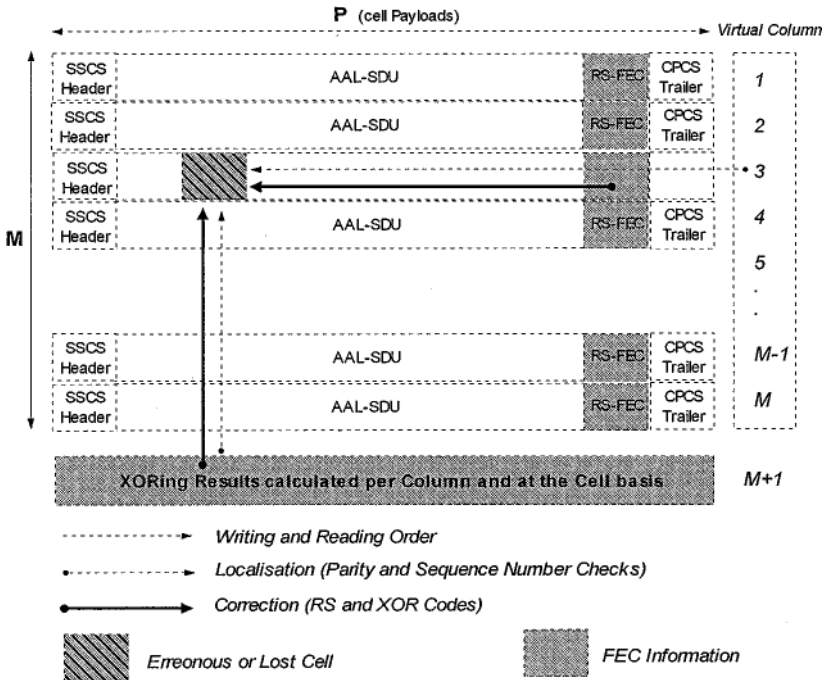 P (cell Payloads)
Virtual Column
SSCS Header AAL-SDU RS-FEC CPCS Trailer 1
SSCS Header AAL-SDU RS-FEC CPCS Trailer 2
SSCS Header 3
SSCS Header AAL-SDU RS-FEC CPCS Trailer 4
M
5
.
.
SSCS Header AAL-SDU RS-FEC CPCS Trailer M-1
SSCS Header AAL-SDU RS-FEC CPCS Trailer M
XORing Results calculated per Column and at the Cell basis M+1
Writing and Reading Order
Localisation (Parity and Sequence Number Checks)
Correction (RS and XOR Codes)
Erreonous or Lost Cell
FEC Information